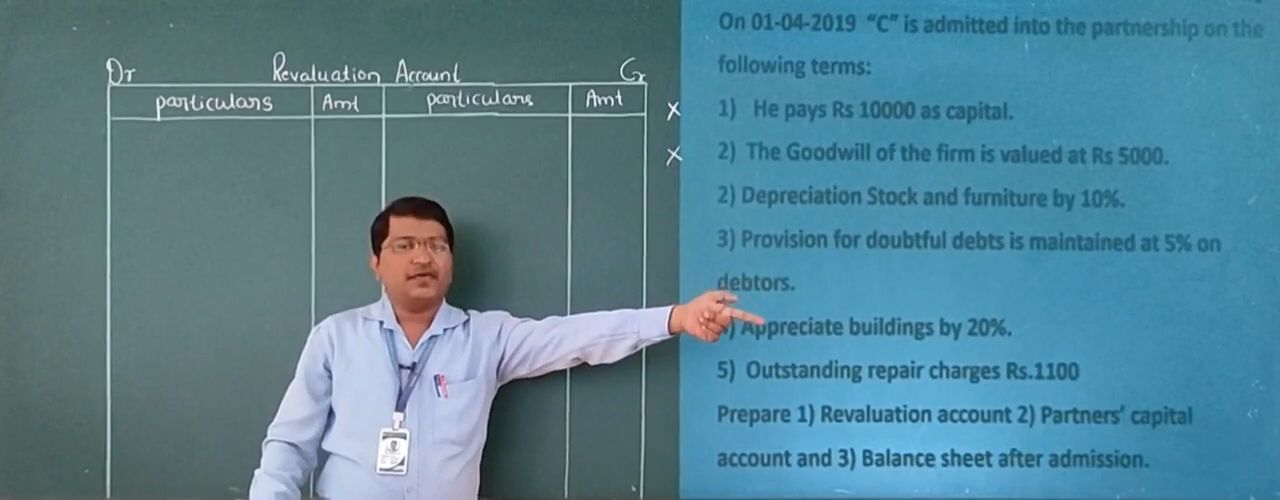 Dr Revaluation Account Cr
particulars Amt particulars Amt
x
x
On 01-04-2019 “C” is admitted into the partnership on the
following terms:
1) He pays Rs 10000 as capital.
2) The Goodwill of the firm is valued at Rs 5000.
2) Depreciation Stock and furniture by 10%.
3) Provision for doubtful debts is maintained at 5% on
debtors.
) Appreciate buildings by 20%.
5) Outstanding repair charges Rs.1100
Prepare 1) Revaluation account 2) Partners' capital
account and 3) Balance sheet after admission.